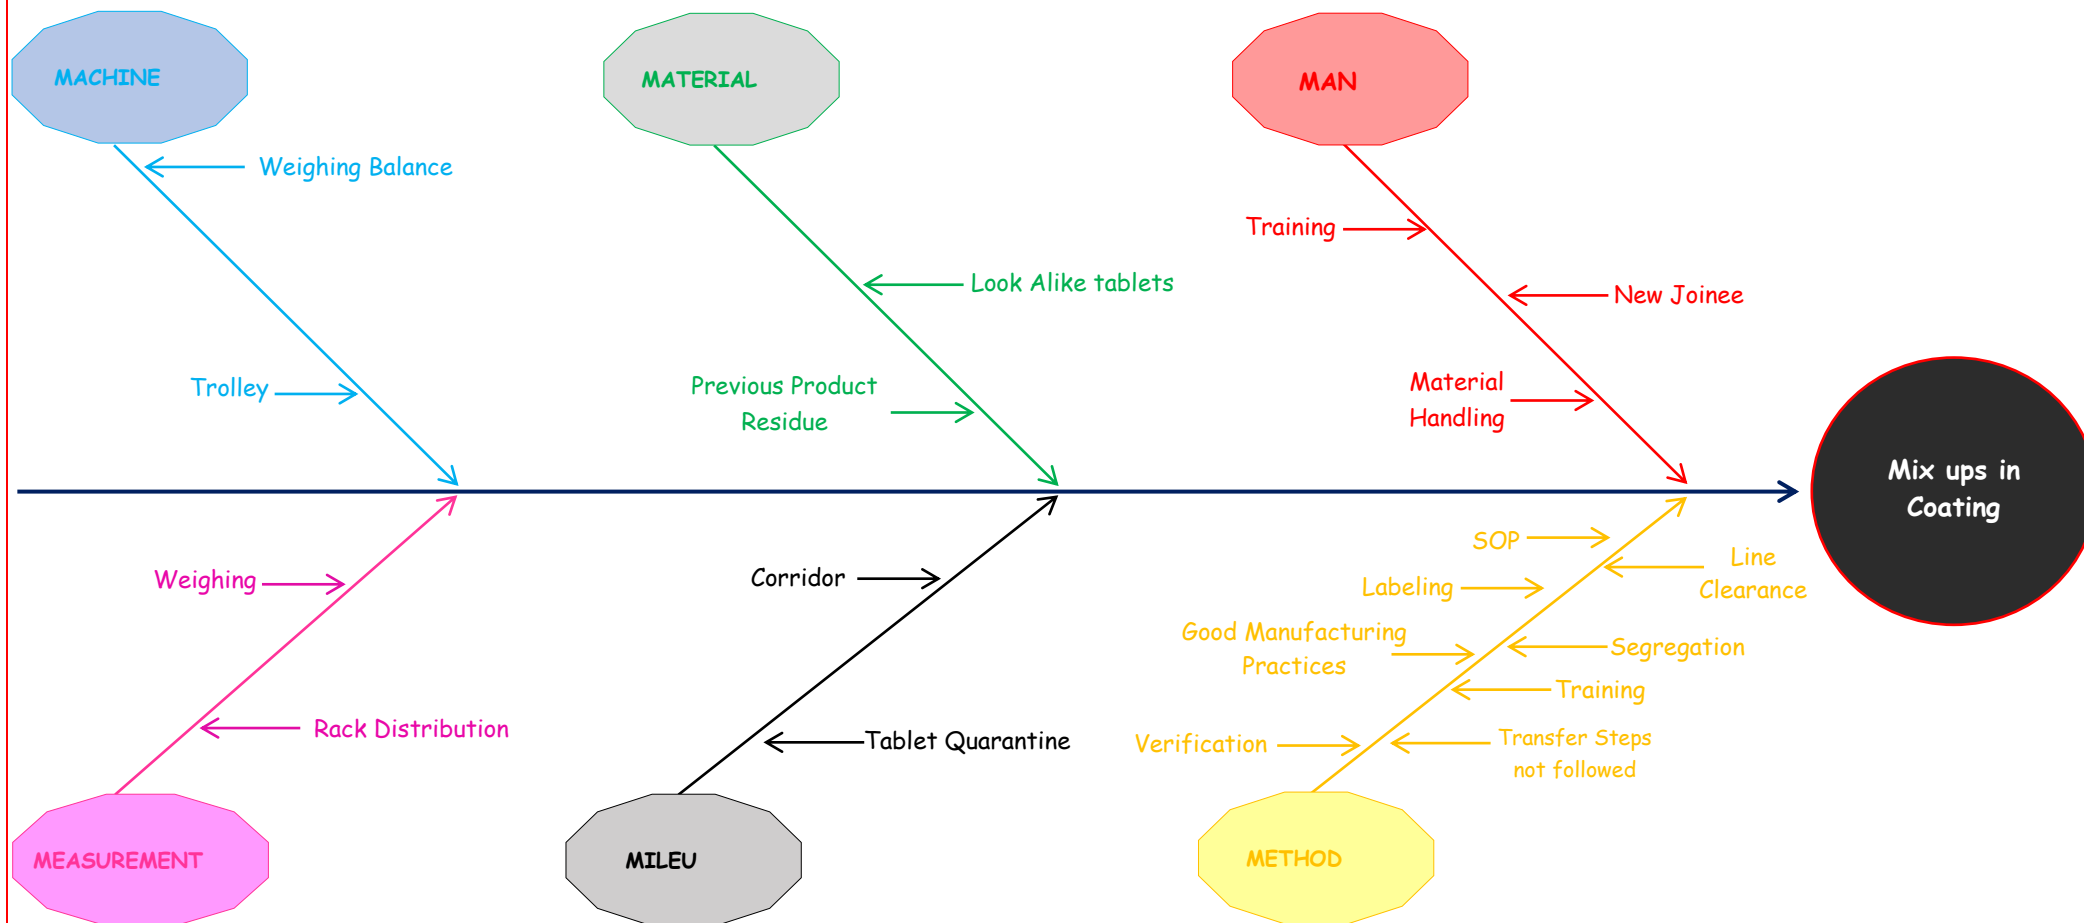 MACHINE
MATERIAL
MAN
Weighing Balance
Training
Look Alike tablets
New Joinee
Trolley
Previous Product
Residue
Material
Handling
Mix ups in
Coating
SOP
Line
Clearance
Weighing
Corridor
Labeling
Good Manufacturing
Practices
Segregation
Training
Rack Distribution
Tablet Quarantine
Verification
Transfer Steps
not followed
MEASUREMENT
MILEU
METHOD